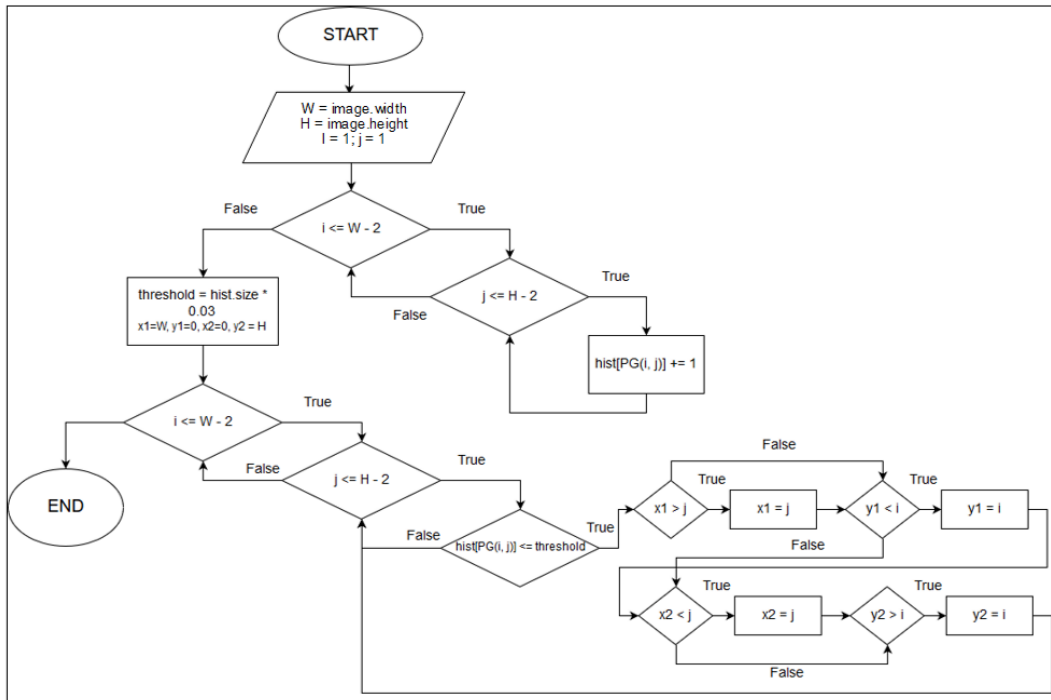 START
W = image.width
H = image.height
I = 1; j = 1
False
True
i <= W - 2
True
j <= H - 2
False
threshold = hist.size *
0.03
x1=W, y1=0, x2=0, y2 = H
hist[PG(i, j)] += 1
True
i <= W - 2
False
True
j <= H - 2
END
False
True
hist[PG(i, j)] <= threshold
False
True
True
x1 > j
x1 = j
y1 < i
y1 = i
False
True
True
x2 < j
x2 = j
y2 > i
y2 = i
False